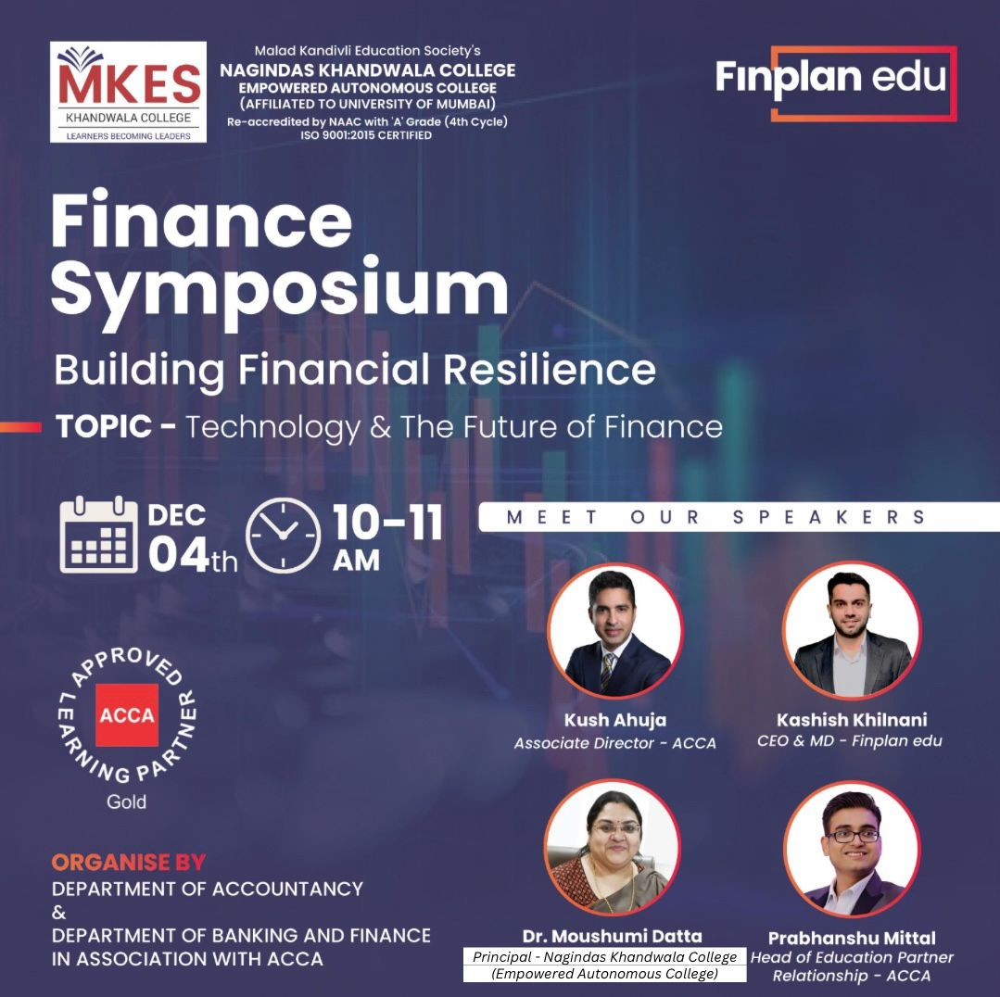 MKES
KHANDWALA COLLEGE
LEARNERS BECOMING LEADERS
Malad Kandivli Education Society's
NAGINDAS KHANDWALA COLLEGE
EMPOWERED AUTONOMOUS COLLEGE
(AFFILIATED TO UNIVERSITY OF MUMBAI)
Re-accredited by NAAC with 'A' Grade (4th Cycle)
ISO 9001:2015 CERTIFIED
Finplan edu
Finance
Symposium
Building Financial Resilience
TOPIC - Technology & The Future of Finance
DEC
04th
10-11
AM
MEET OUR SPEAKERS
Kush Ahuja
Associate Director - ACCA
Kashish Khilnani
CEO & MD - Finplan edu
APPROVED
LEARNING PARTNER
ACCA
Gold
Dr. Moushumi Datta
Principal - Nagindas Khandwala College
(Empowered Autonomous College)
Prabhanshu Mittal
Head of Education Partner
Relationship - ACCA
ORGANISE BY
DEPARTMENT OF ACCOUNTANCY
&
DEPARTMENT OF BANKING AND FINANCE
IN ASSOCIATION WITH ACCA